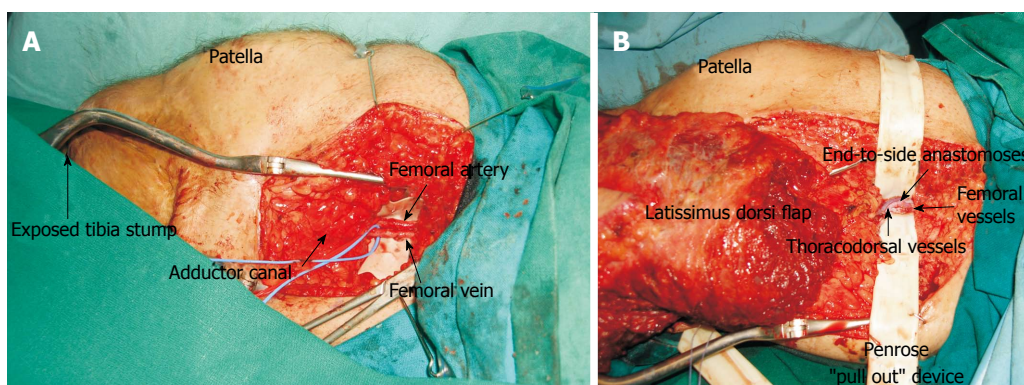 A
Patella
Femoral artery
Exposed tibia stump
Adductor canal
Femoral vein
B
Patella
End-to-side anastomoses
Femoral
vessels
Latissimus dorsi flap
Thoracodorsal vessels
Penrose
"pull out" device